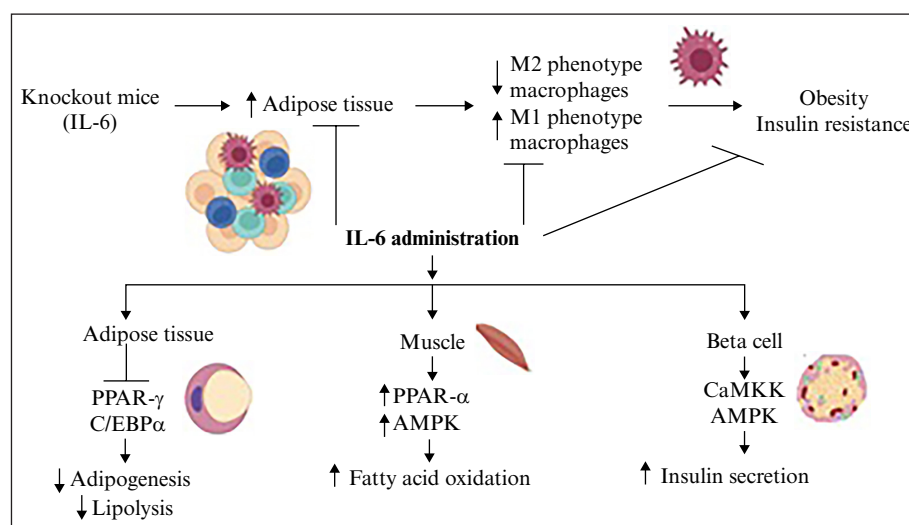 Knockout mice
(IL-6)
↑ Adipose tissue
↓ M2 phenotype
macrophages
↑ M1 phenotype
macrophages
Obesity
Insulin resistance
IL-6 administration
Adipose tissue
PPAR-γ
C/EBPα
↓ Adipogenesis
↓ Lipolysis
Muscle
↑PPAR-α
↑AMPK
↑ Fatty acid oxidation
Beta cell
CaMKK
AMPK
↑ Insulin secretion